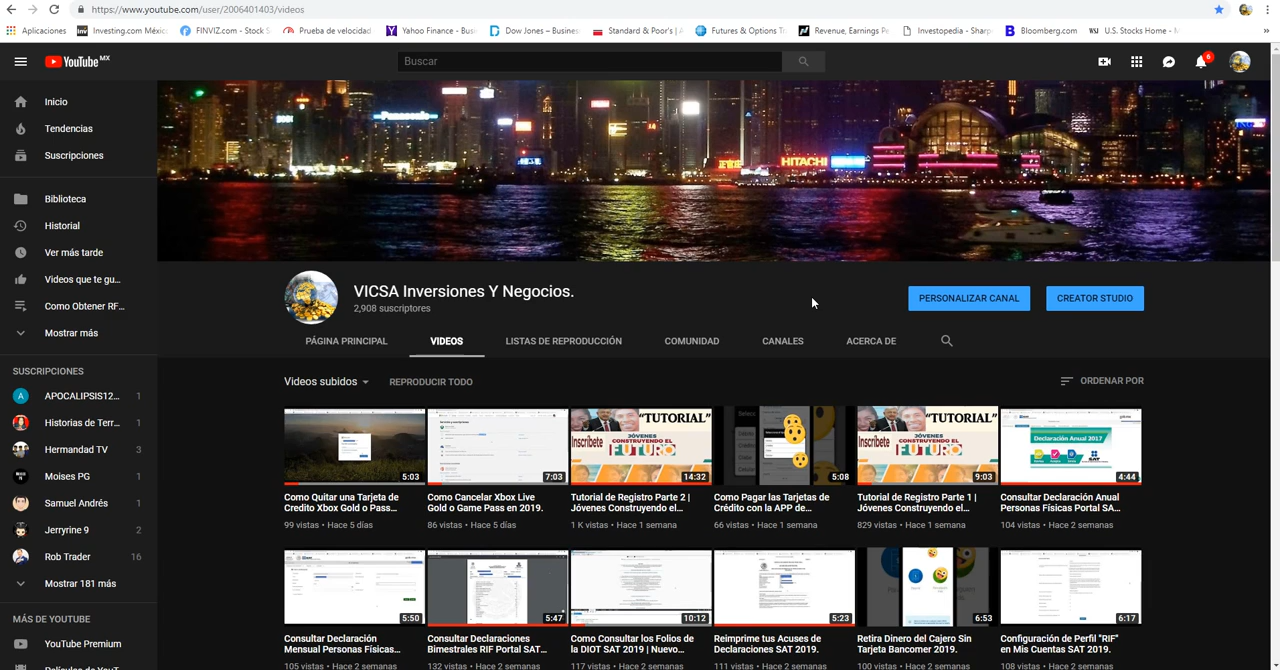 https://www.youtube.com/user/2006401403/videos
Aplicaciones
Investing.com Méxic
FINVIZ.com - Stock S
Prueba de velocidad
Yahoo Finance - Busi
Dow Jones – Busines
Standard & Poor's | A
Futures & Options Tr
Revenue, Earnings Pe
Investopedia - Sharp
Bloomberg.com
WSJ
U.S. Stocks Home - M
»
YouTube MX
Buscar
6
Inicio
Tendencias
Suscripciones
Biblioteca
Historial
Ver más tarde
Videos que te gu...
Como Obtener RF...
Mostrar más
SUSCRIPCIONES
A APOCALIPSIS12... 1
Historias de Terr... 1
Hermandad TV 3
Moises PG 1
Samuel Andrés 1
Jerryrine 9 2
Rob Trader 16
Mostrar 181 más
MÁS DE YOUTUBE
YouTube Premium
Panasonic
HITACHI
VICSA Inversiones Y Negocios.
2,908 suscriptores
PERSONALIZAR CANAL
CREATOR STUDIO
PÁGINA PRINCIPAL
VIDEOS
LISTAS DE REPRODUCCIÓN
COMUNIDAD
CANALES
ACERCA DE
Videos subidos
REPRODUCIR TODO
ORDENAR POR
5:03
Como Quitar una Tarjeta de
Credito Xbox Gold o Pass...
99 vistas • Hace 5 días
7:03
Como Cancelar Xbox Live
Gold o Game Pass en 2019.
86 vistas • Hace 5 días
"TUTORIAL"
Inscríbete
JÓVENES
CONSTRUYENDO EL
FUTURO
14:32
Tutorial de Registro Parte 2 |
Jóvenes Construyendo el...
1 K vistas • Hace 1 semana
5:08
Como Pagar las Tarjetas de
Crédito con la APP de...
66 vistas • Hace 1 semana
"TUTORIAL"
Inscríbete
JÓVENES
CONSTRUYENDO EL
FUTURO
9:03
Tutorial de Registro Parte 1 |
Jóvenes Construyendo el...
829 vistas • Hace 1 semana
Declaración Anual 2017
SAT
4:44
Consultar Declaración Anual
Personas Físicas Portal SA...
104 vistas • Hace 2 semanas
5:50
Consultar Declaración
Mensual Personas Físicas...
105 vistas • Hace 2 semanas
5:47
Consultar Declaraciones
Bimestrales RIF Portal SAT...
132 vistas • Hace 2 semanas
10:12
Como Consultar los Folios de
la DIOT SAT 2019 | Nuevo...
117 vistas • Hace 2 semanas
5:23
Reimprime tus Acuses de
Declaraciones SAT 2019.
111 vistas • Hace 2 semanas
6:53
Retira Dinero del Cajero Sin
Tarjeta Bancomer 2019.
100 vistas • Hace 2 semanas
6:17
Configuración de Perfil "RIF"
en Mis Cuentas SAT 2019.
108 vistas • Hace 2 semanas